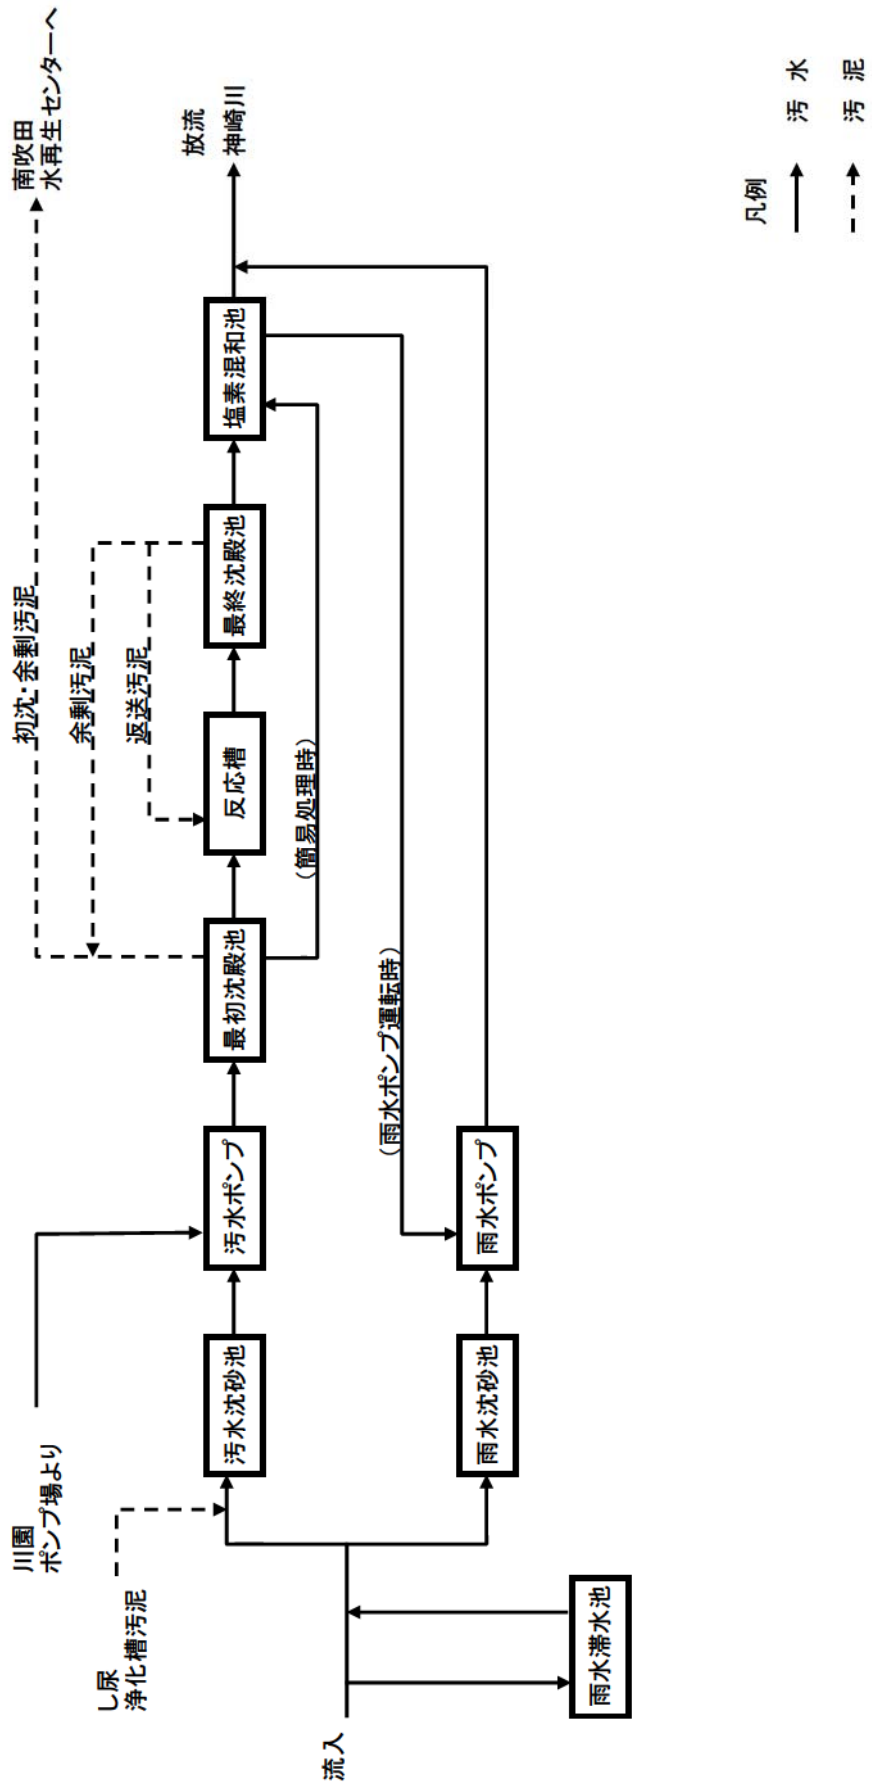 川園
ポンプ場より
し尿
浄化槽汚泥
流入
雨水滞水池
汚水沈砂池
汚水ポンプ
最初沈殿池
反応槽
最終沈殿池
塩素混和池
初沈・余剰汚泥
余剰汚泥
返送汚泥
南吹田
水再生センターへ
放流
神崎川
(簡易処理時)
(雨水ポンプ運転時)
雨水沈砂池
雨水ポンプ
凡例
汚 水
汚 泥